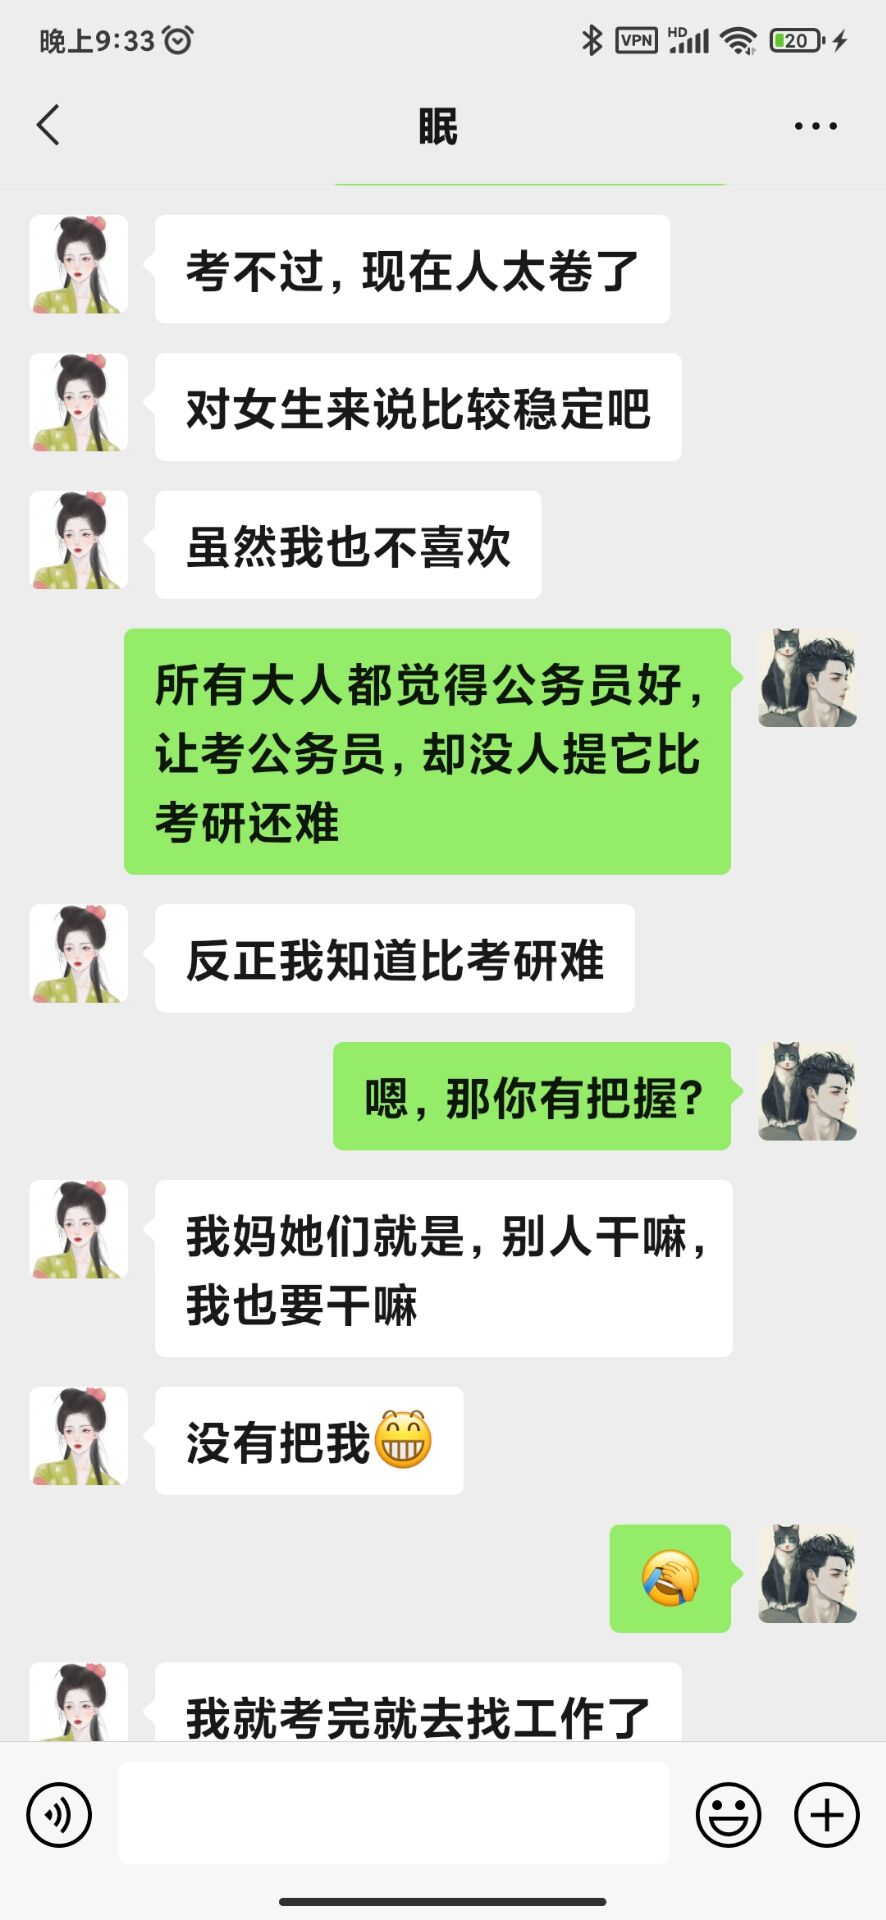 晚上9:33
VPN
HD
20
眠
考不过，现在人太卷了
对女生来说比较稳定吧
虽然我也不喜欢
所有大人都觉得公务员好，
让考公务员，却没人提它比
考研还难
反正我知道比考研难
嗯，那你有把握?
我妈她们就是，别人干嘛，
我也要干嘛
没有把我😁
🤦
我就考完就去找工作了